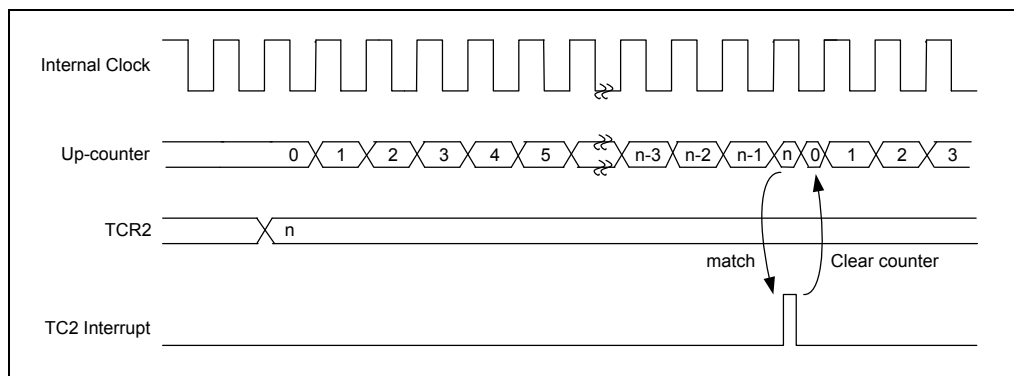 Internal Clock
Up-counter 0 1 2 3 4 5 n-3 n-2 n-1 n 0 1 2 3
TCR2 n
match Clear counter
TC2 Interrupt